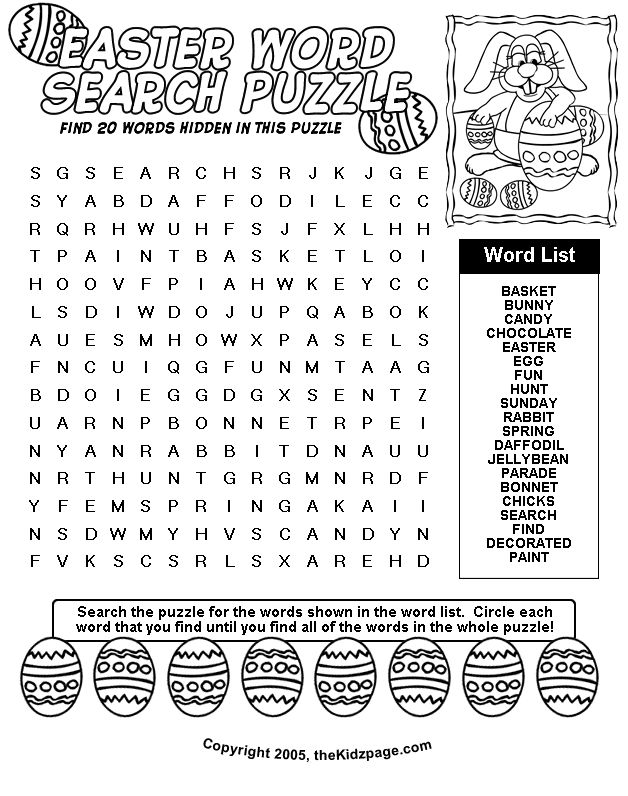 EASTER WORD
SEARCH PUZZLE
FIND 20 WORDS HIDDEN IN THIS PUZZLE
S G S E A R C H S R J K J G E
S Y A B D A F F O D I L E C C
R Q R H W U H F S J F X L H H
T P A I N T B A S K E T L O I
H O O V F P I A H W K E Y C C
L S D I W D O J U P Q A B O K
A U E S M H O W X P A S E L S
F N C U I Q G F U N M T A A G
B D O I E G G D G X S E N T Z
U A R N P B O N N E T R P E I
N Y A N R A B B I T D N A U U
N R T H U N T G R G M N R D F
Y F E M S P R I N G A K A I I
N S D W M Y H V S C A N D Y N
F V K S C S R L S X A R E H D
Word List
BASKET
BUNNY
CANDY
CHOCOLATE
EASTER
EGG
FUN
HUNT
SUNDAY
RABBIT
SPRING
DAFFODIL
JELLYBEAN
PARADE
BONNET
CHICKS
SEARCH
FIND
DECORATED
PAINT
Search the puzzle for the words shown in the word list. Circle each
word that you find until you find all of the words in the whole puzzle!
Copyright 2005, theKidzpage.com